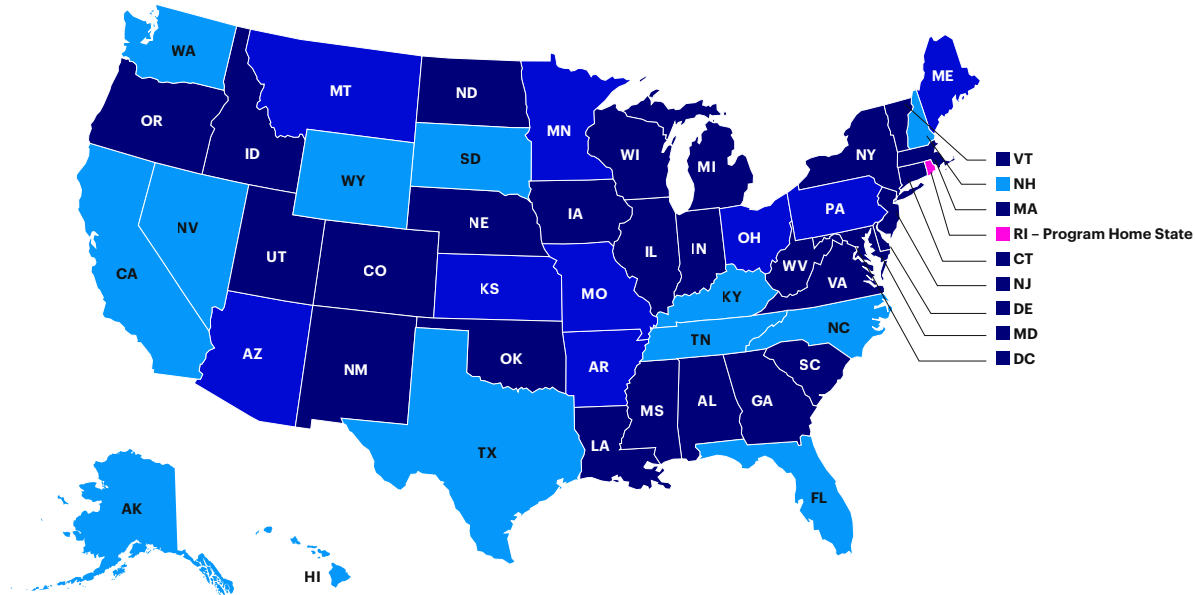 ME
WA
MT
ND
MN
OR
ID
SD
WI
MI
NY
VT
WY
NH
NE
IA
PA
MA
NV
UT
CO
IL
IN
OH
RI – Program Home State
CA
KS
MO
WV
VA
CT
KY
NJ
AZ
NM
OK
AR
TN
NC
DE
SC
MD
MS
AL
GA
DC
LA
TX
FL
AK
HI